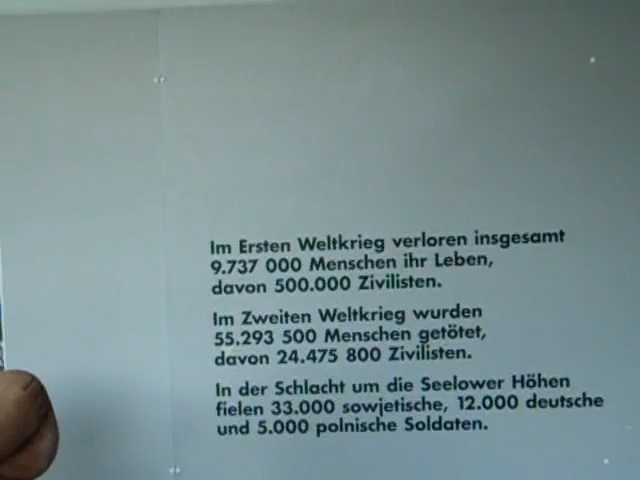 Im Ersten Weltkrieg verloren insgesamt
9.737 000 Menschen ihr Leben,
davon 500.000 Zivilisten.
Im Zweiten Weltkrieg wurden
55.293 500 Menschen getötet,
davon 24.475 800 Zivilisten.
In der Schlacht um die Seelower Höhen
fielen 33.000 sowjetische, 12.000 deutsche
und 5.000 polnische Soldaten.